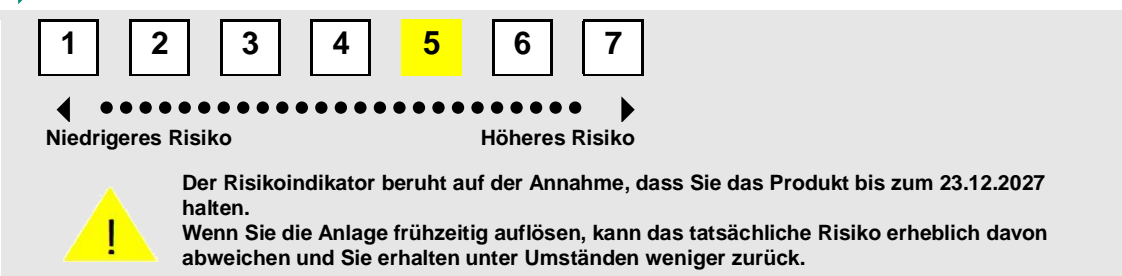 1 2 3 4 5 6 7
Niedrigeres Risiko Höheres Risiko
Der Risikoindikator beruht auf der Annahme, dass Sie das Produkt bis zum 23.12.2027
halten.
Wenn Sie die Anlage frühzeitig auflösen, kann das tatsächliche Risiko erheblich davon
abweichen und Sie erhalten unter Umständen weniger zurück.
!